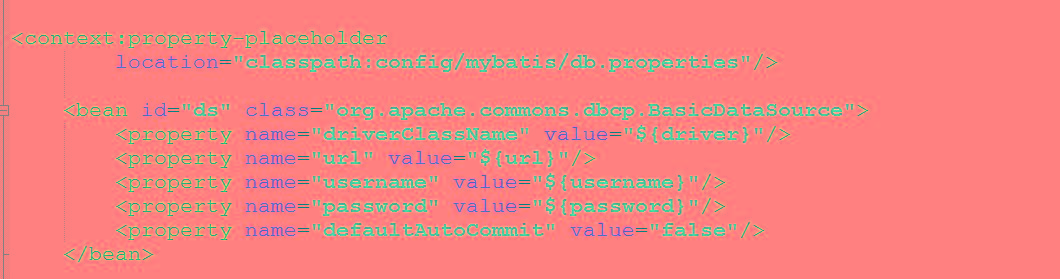 <context:property-placeholder
location="classpath:config/mybatis/db.properties"/>
<bean id="ds" class="org.apache.commons.dbcp.BasicDataSource">
<property name="driverClassName" value="${driver}"/>
<property name="url" value="${url}"/>
<property name="username" value="${username}"/>
<property name="password" value="${password}"/>
<property name="defaultAutoCommit" value="false"/>
</bean>